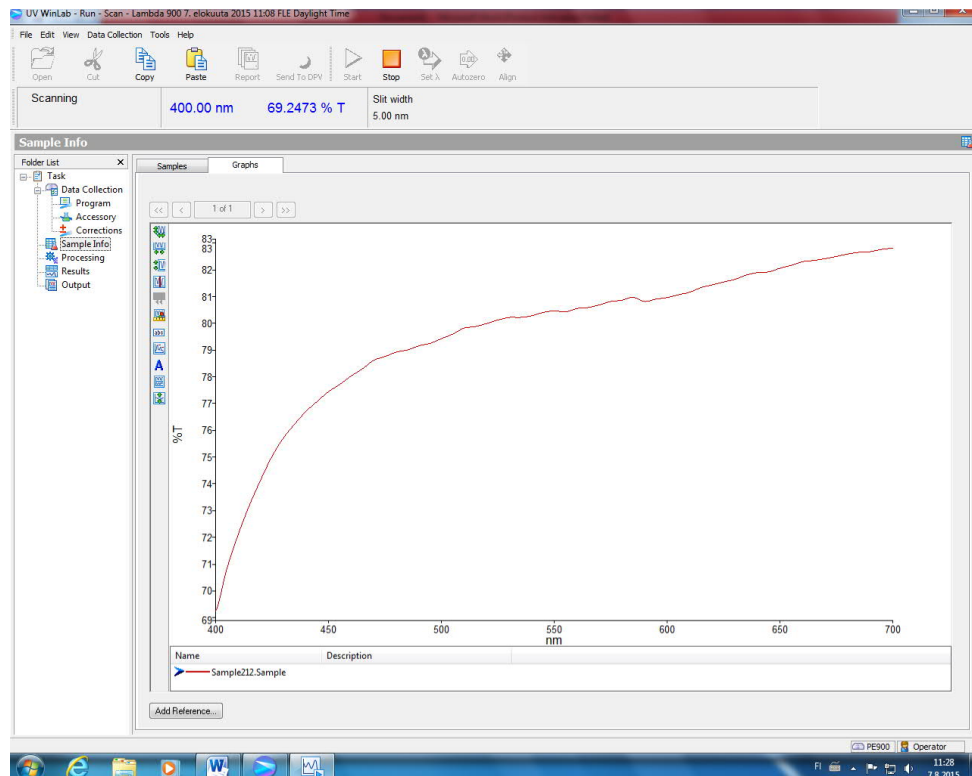 UV WinLab - Run - Scan - Lambda 900 7. elokuuta 2015 11:08 FLE Daylight Time
File Edit View Data Collection Tools Help
Open Cut Copy Paste Report Send To DPV Start Stop Set λ Autozero Align
Scanning
400.00 nm 69.2473 % T
Slit width
5.00 nm
Sample Info
Folder List X
Task
Data Collection
Program
Accessory
Corrections
Sample Info
Processing
Results
Output
Samples Graphs
<< < 1 of 1 > >>
83
83
82
81
80
79
78
77
76
75
74
73
72
71
70
69
%T
400 450 500 550 600 650 700
nm
Name Description
Sample212.Sample
Add Reference...
PE900 Operator
FI 11:28
7.8.2015